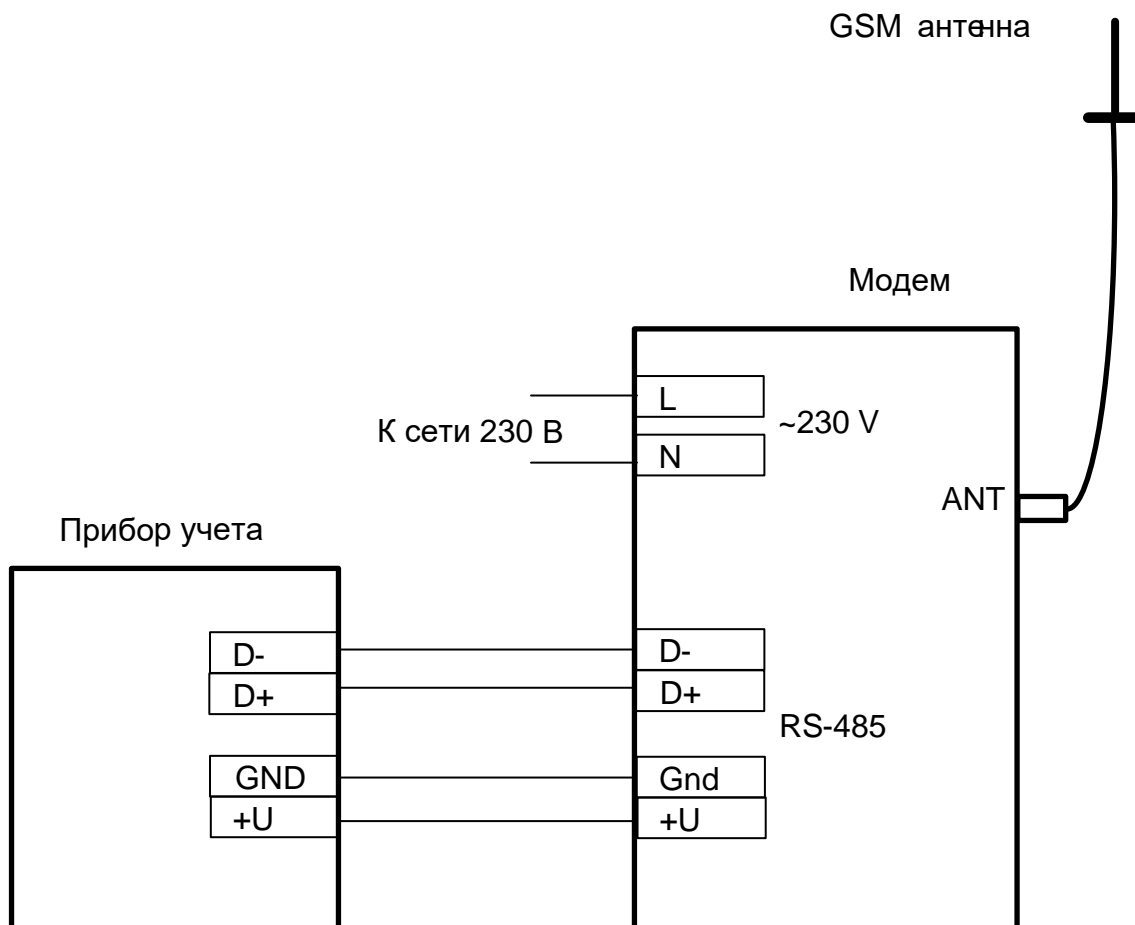 GSM антенна
Модем
L
К сети 230 В
~230 V
N
ANT
Прибор учета
D-
D-
D+
D+
RS-485
GND
Gnd
+U
+U